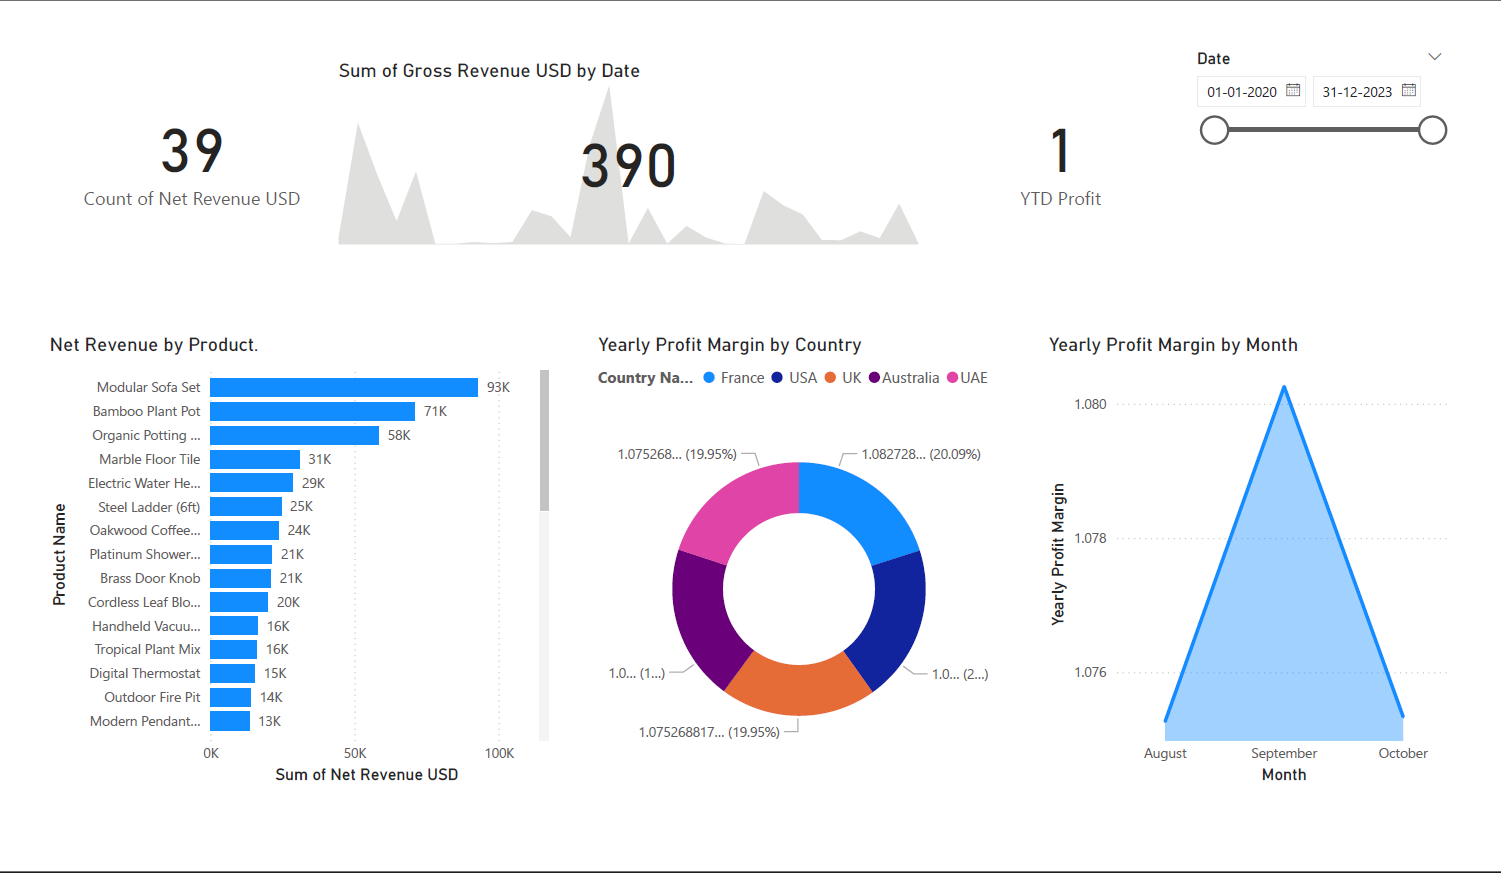 Sum of Gross Revenue USD by Date
39
Count of Net Revenue USD
390
1
YTD Profit
Date
01-01-2020
31-12-2023
Net Revenue by Product.
Product Name
Modular Sofa Set 93K
Bamboo Plant Pot 71K
Organic Potting ... 58K
Marble Floor Tile 31K
Electric Water He... 29K
Steel Ladder (6ft) 25K
Oakwood Coffee... 24K
Platinum Shower... 21K
Brass Door Knob 21K
Cordless Leaf Blo... 20K
Handheld Vacuu... 16K
Tropical Plant Mix 16K
Digital Thermostat 15K
Outdoor Fire Pit 14K
Modern Pendant... 13K
0K 50K 100K
Sum of Net Revenue USD
Yearly Profit Margin by Country
Country Na... France USA UK Australia UAE
1.075268... (19.95%)
1.082728... (20.09%)
1.0... (1...)
1.0... (2...)
1.075268817... (19.95%)
Yearly Profit Margin by Month
Yearly Profit Margin
1.080
1.078
1.076
August September October
Month